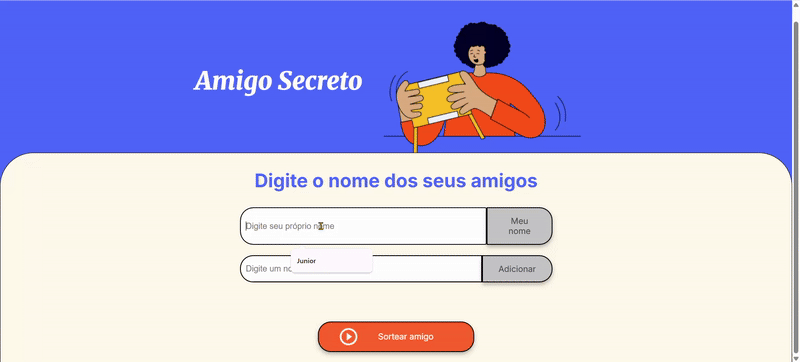 Amigo Secreto
Digite o nome dos seus amigos
Digite seu próprio nome
Meu
nome
Junior
Digite um no
Adicionar
Sortear amigo